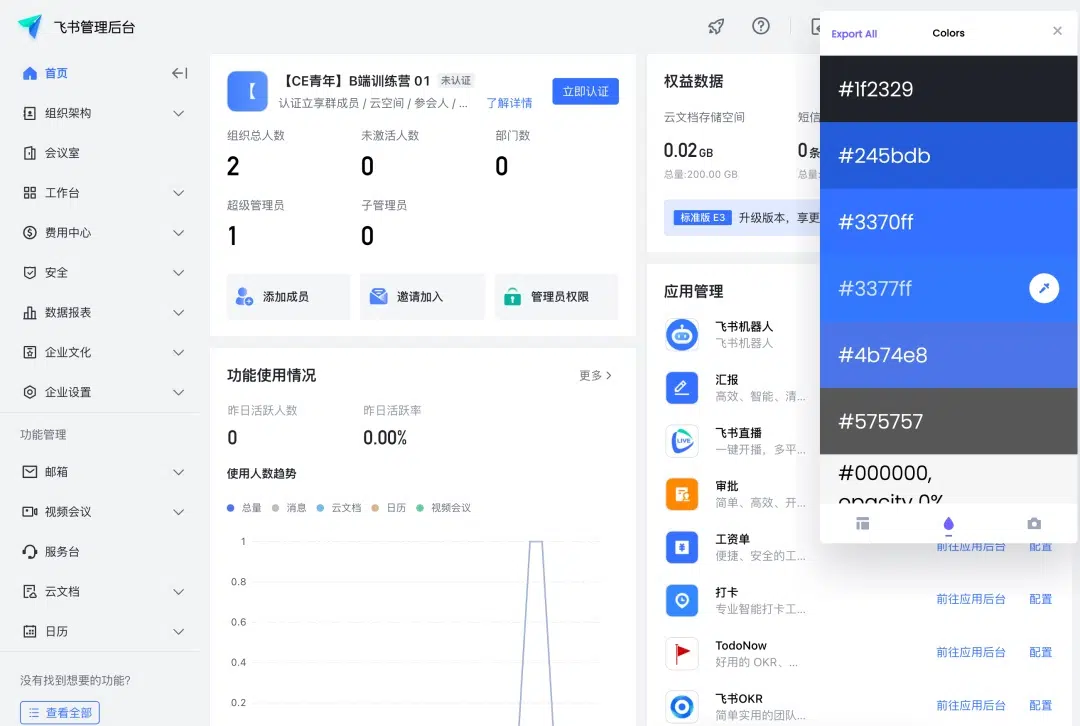 飞书管理后台
首页
组织架构
会议室
工作台
费用中心
安全
数据报表
企业文化
企业设置
功能管理
邮箱
视频会议
服务台
云文档
日历
没有找到想要的功能?
查看全部
【CE青年】B端训练营 01 未认证
认证立享群成员 / 云空间 / 参会人 / ... 了解详情
立即认证
组织总人数 未激活人数 部门数
2 0 0
超级管理员 子管理员
1 0
添加成员 邀请加入 管理员权限
功能使用情况 更多
昨日活跃人数 昨日活跃率
0 0.00%
使用人数趋势
总量 消息 云文档 日历 视频会议
1
0.8
0.6
0.4
0.2
权益数据
云文档存储空间 短信
0.02 GB 0 条
总量:200.00 GB 总量:
标准版 E3 升级版本，享更
应用管理
飞书机器人
飞书机器人
汇报
高效、智能、清...
飞书直播
LIVE
一键开播，多平...
审批
简单、高效、开...
工资单
便捷、安全的工...
前往应用后台 配置
打卡
专业智能打卡工...
前往应用后台 配置
TodoNow
好用的 OKR、...
前往应用后台 配置
飞书OKR
简单实用的团队...
前往应用后台 配置
Export All Colors
#1f2329
#245bdb
#3370ff
#3377ff
#4b74e8
#575757
#000000,
opacity 0%